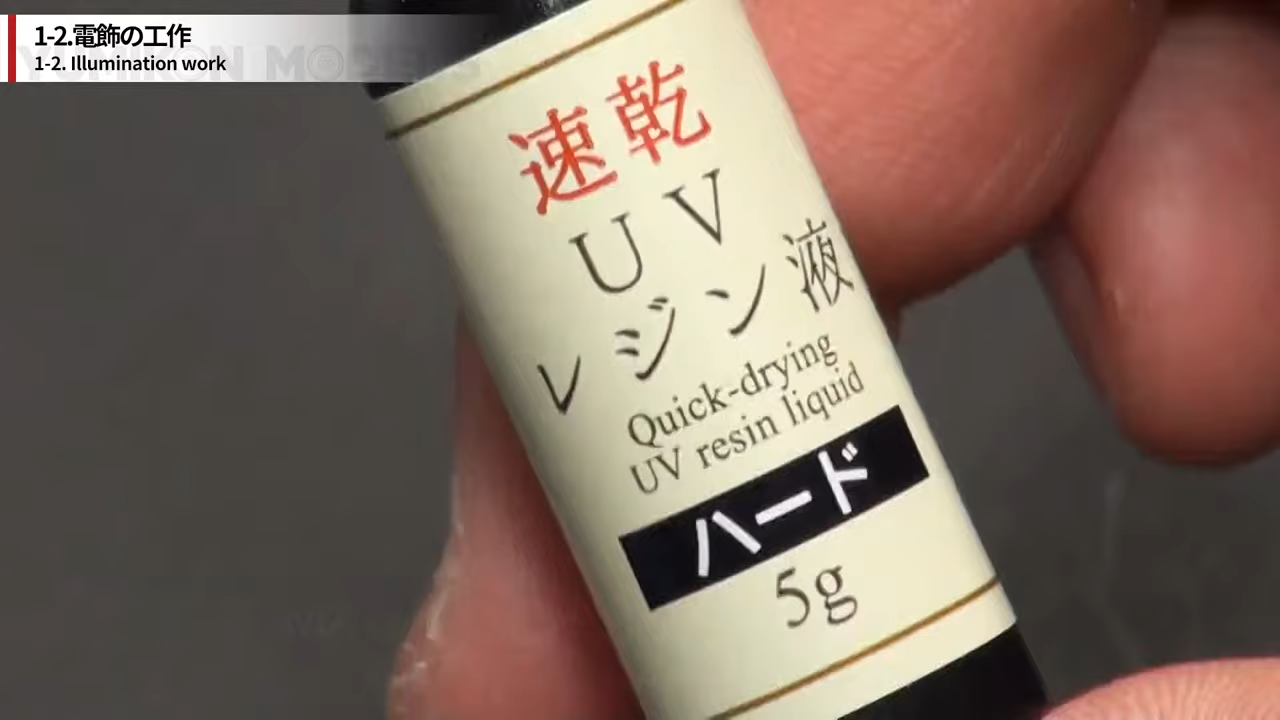 1-2.電飾の工作
1-2. Illumination work
速乾
UV
レジン液
Quick-drying
UV resin liquid
ハード
5g